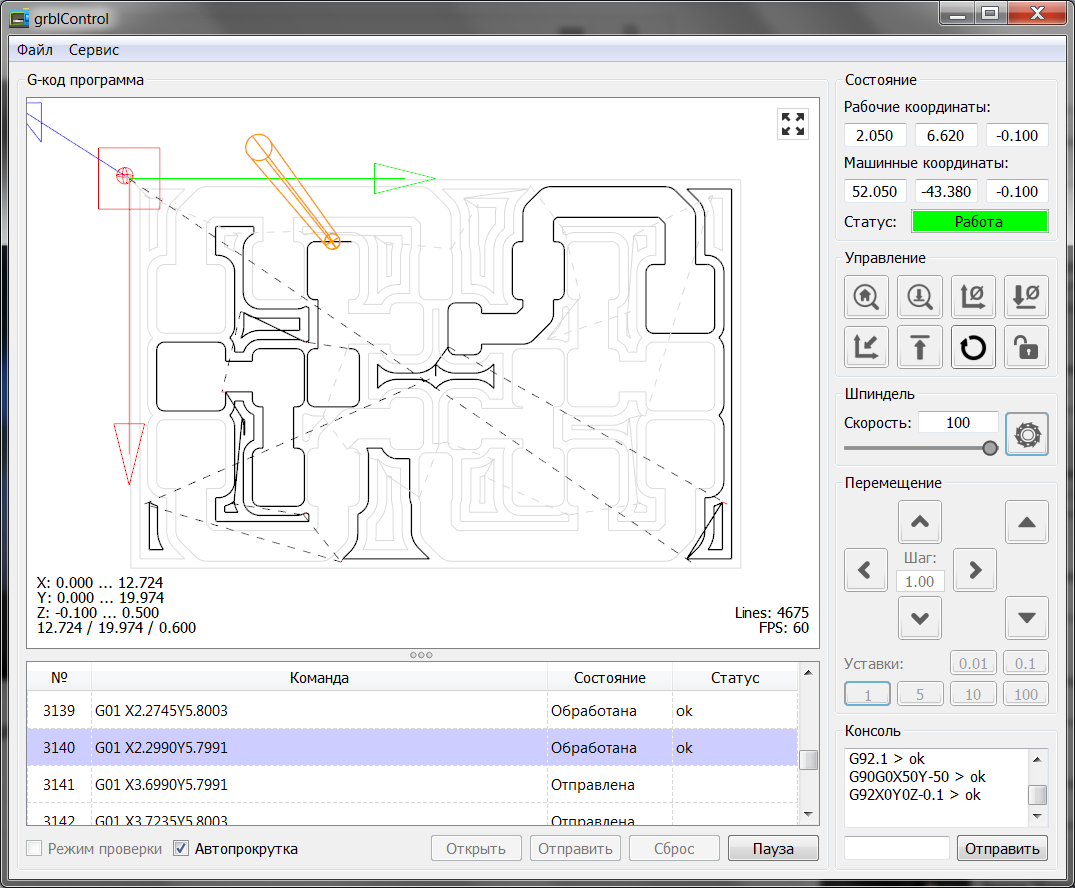 grblControl
Файл Сервис
G-код программа
X: 0.000 ... 12.724
Y: 0.000 ... 19.974
Z: -0.100 ... 0.500
12.724 / 19.974 / 0.600
Lines: 4675
FPS: 60
№ Команда Состояние Статус
3139 G01 X2.2745Y5.8003 Обработана ok
3140 G01 X2.2990Y5.7991 Обработана ok
3141 G01 X3.6990Y5.7991 Отправлена
3142 G01 X3.7235Y5.8003 Отправлена
Режим проверки Автопрокрутка Открыть Отправить Сброс Пауза
Состояние
Рабочие координаты:
2.050 6.620 -0.100
Машинные координаты:
52.050 -43.380 -0.100
Статус: Работа
Управление
Шпиндель
Скорость: 100
Перемещение
Шаг:
1.00
Уставки: 0.01 0.1
1 5 10 100
Консоль
G92.1 > ok
G90G0X50Y-50 > ok
G92X0Y0Z-0.1 > ok
Отправить